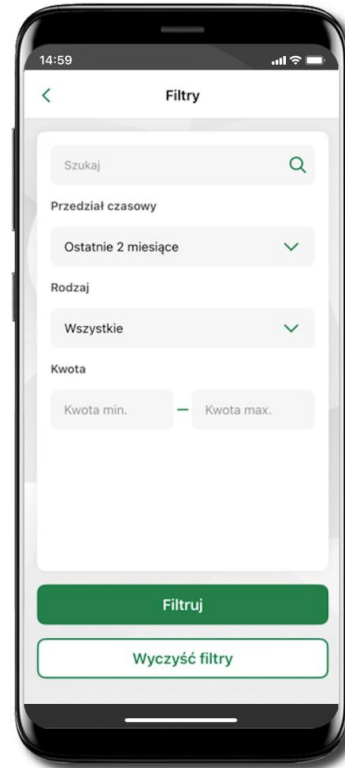 14:59
Filtry
Szukaj
Przedział czasowy
Ostatnie 2 miesiące
Rodzaj
Wszystkie
Kwota
Kwota min. – Kwota max.
Filtruj
Wyczyść filtry